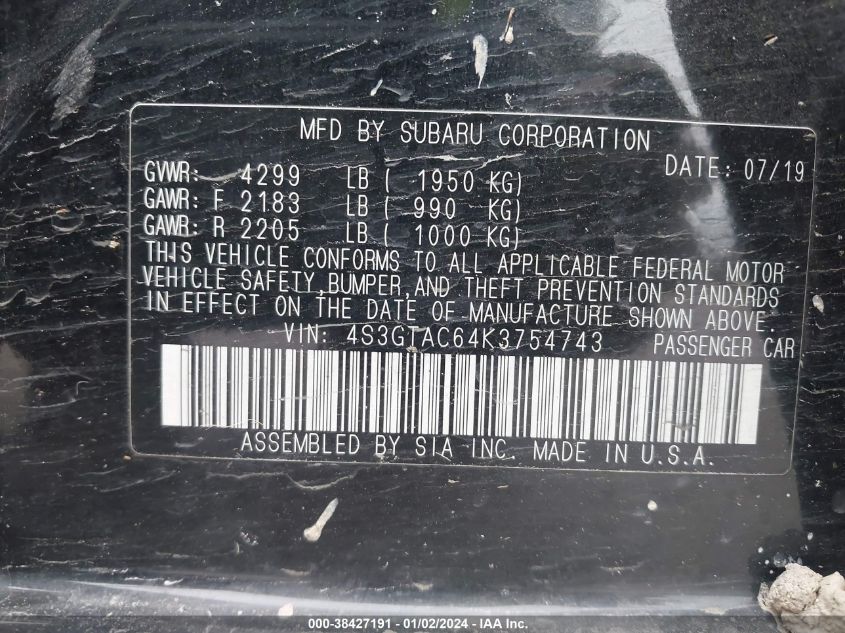 MFD BY SUBARU CORPORATION
DATE: 07/19
GVWR: 4299 LB ( 1950 KG)
GAWR: F 2183 LB ( 990 KG)
GAWR: R 2205 LB ( 1000 KG)
THIS VEHICLE CONFORMS TO ALL APPLICABLE FEDERAL MOTOR
VEHICLE SAFETY, BUMPER, AND THEFT PREVENTION STANDARDS
IN EFFECT ON THE DATE OF MANUFACTURE SHOWN ABOVE.
VIN: 4S3GTAC64K3754743 PASSENGER CAR
ASSEMBLED BY SIA INC. MADE IN U.S.A.
000-38427191 - 01/02/2024 - IAA Inc.